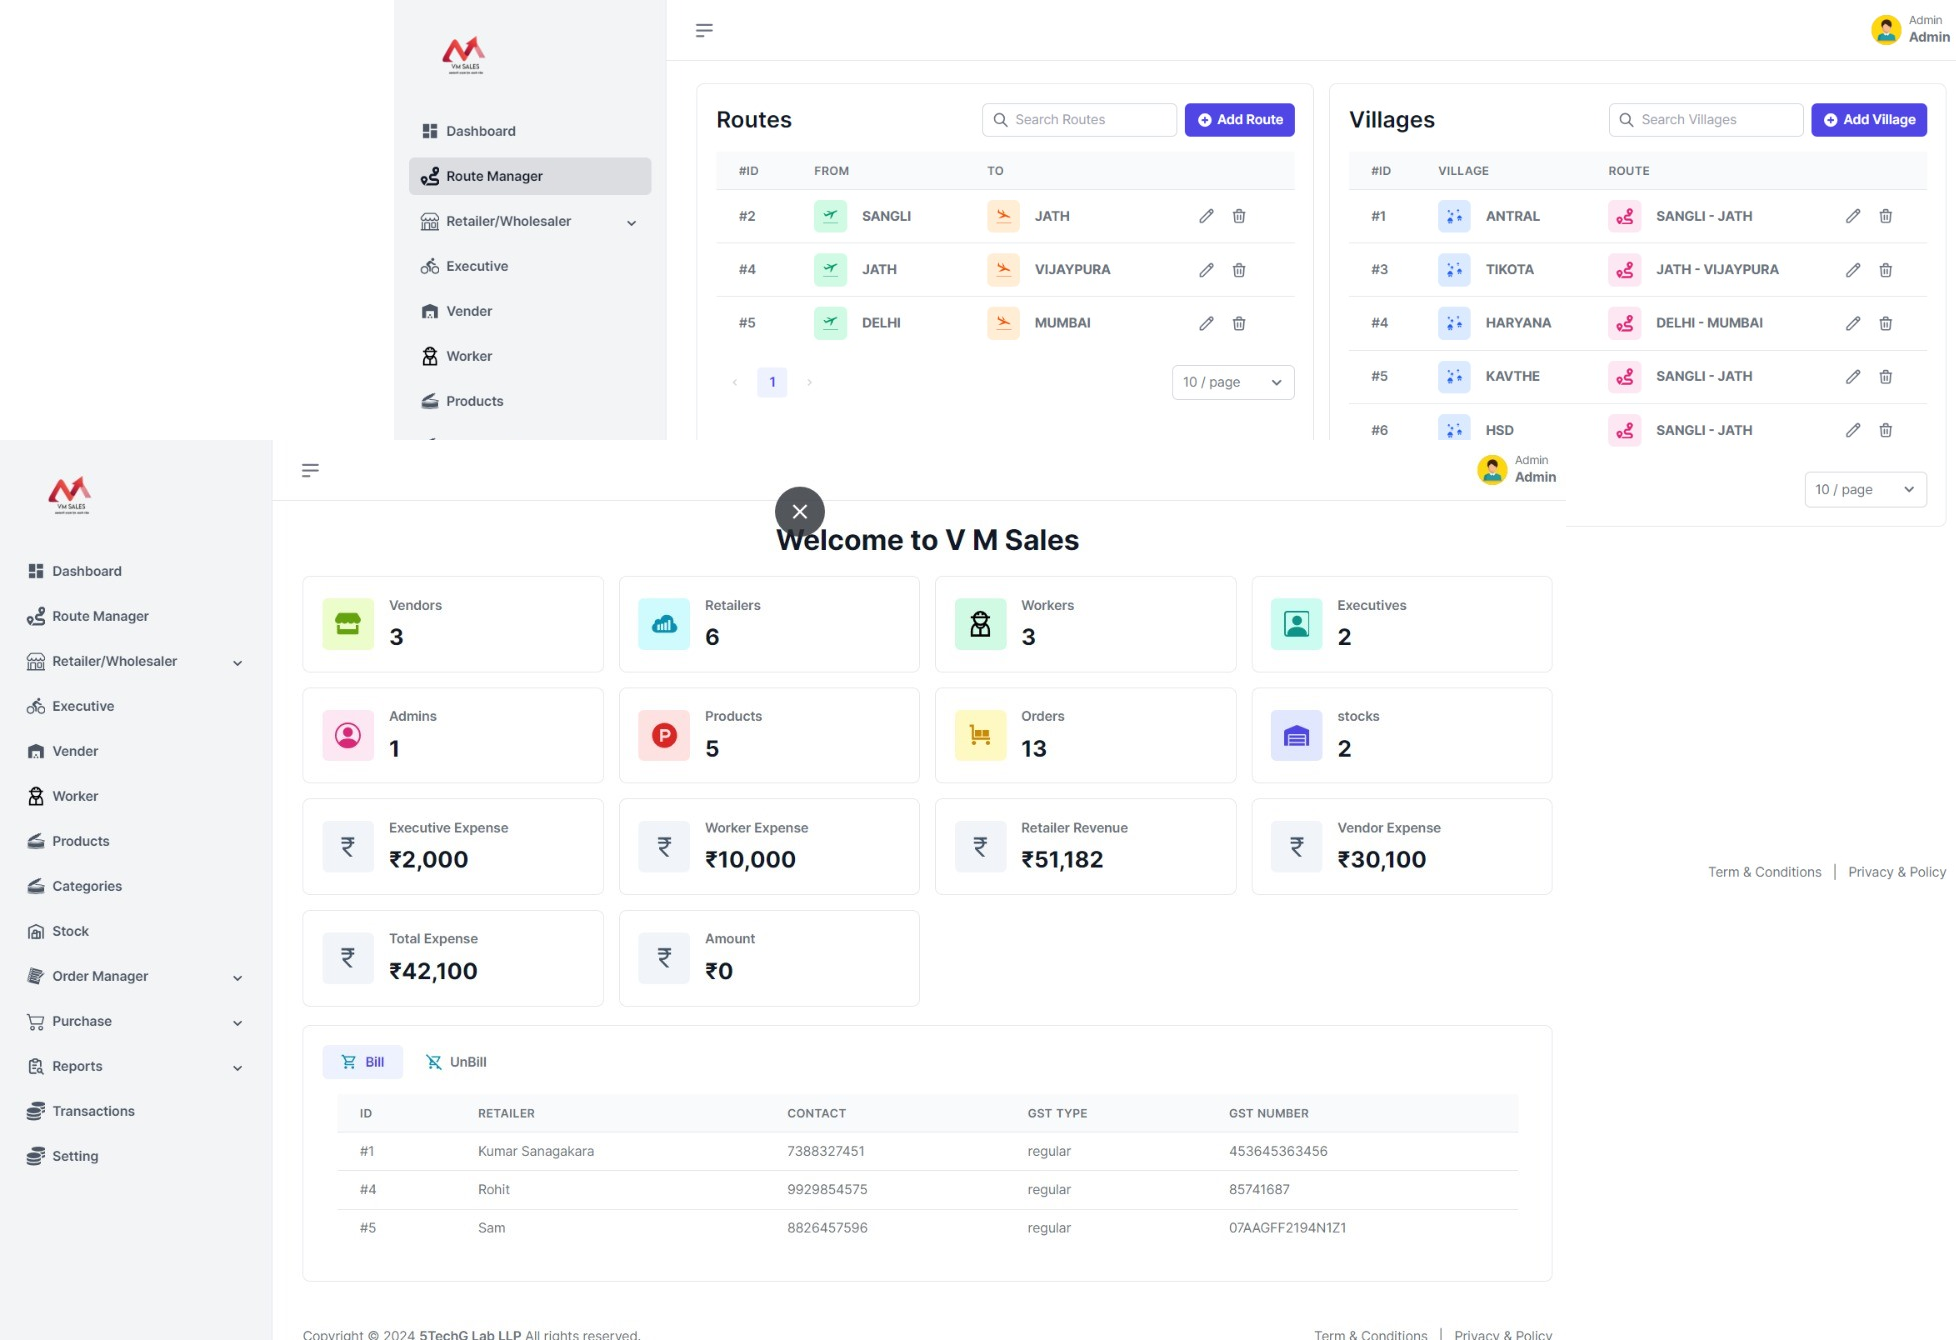 VM SALES
Admin
Admin
Dashboard
Route Manager
Retailer/Wholesaler
Executive
Vender
Worker
Products
Routes
Search Routes
Add Route
#ID FROM TO
#2 SANGLI JATH
#4 JATH VIJAYPURA
#5 DELHI MUMBAI
1
10 / page
Villages
Search Villages
Add Village
#ID VILLAGE ROUTE
#1 ANTRAL SANGLI - JATH
#3 TIKOTA JATH - VIJAYPURA
#4 HARYANA DELHI - MUMBAI
#5 KAVTHE SANGLI - JATH
#6 HSD SANGLI - JATH
10 / page
Term & Conditions | Privacy & Policy
VM SALES
Admin
Admin
Dashboard
Route Manager
Retailer/Wholesaler
Executive
Vender
Worker
Products
Categories
Stock
Order Manager
Purchase
Reports
Transactions
Setting
Welcome to V M Sales
Vendors
3
Retailers
6
Workers
3
Executives
2
Admins
1
Products
5
Orders
13
stocks
2
Executive Expense
₹2,000
Worker Expense
₹10,000
Retailer Revenue
₹51,182
Vendor Expense
₹30,100
Total Expense
₹42,100
Amount
₹0
Bill
UnBill
ID RETAILER CONTACT GST TYPE GST NUMBER
#1 Kumar Sanagakara 7388327451 regular 453645363456
#4 Rohit 9929854575 regular 85741687
#5 Sam 8826457596 regular 07AAGFF2194N1Z1
Copyright © 2024 5TechG Lab LLP All rights reserved.
Term & Conditions | Privacy & Policy